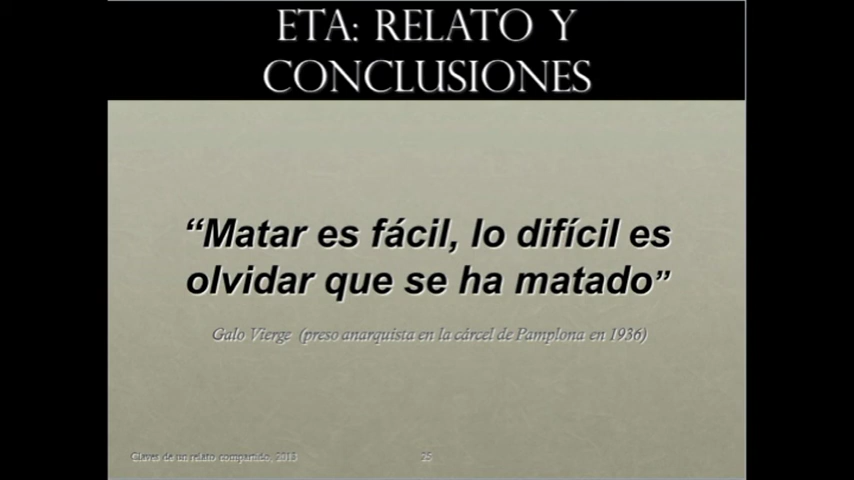 ETA: RELATO Y
CONCLUSIONES
“Matar es fácil, lo difícil es
olvidar que se ha matado”
Galo Vierge (preso anarquista en la cárcel de Pamplona en 1936)
Claves de un relato compartido,
25